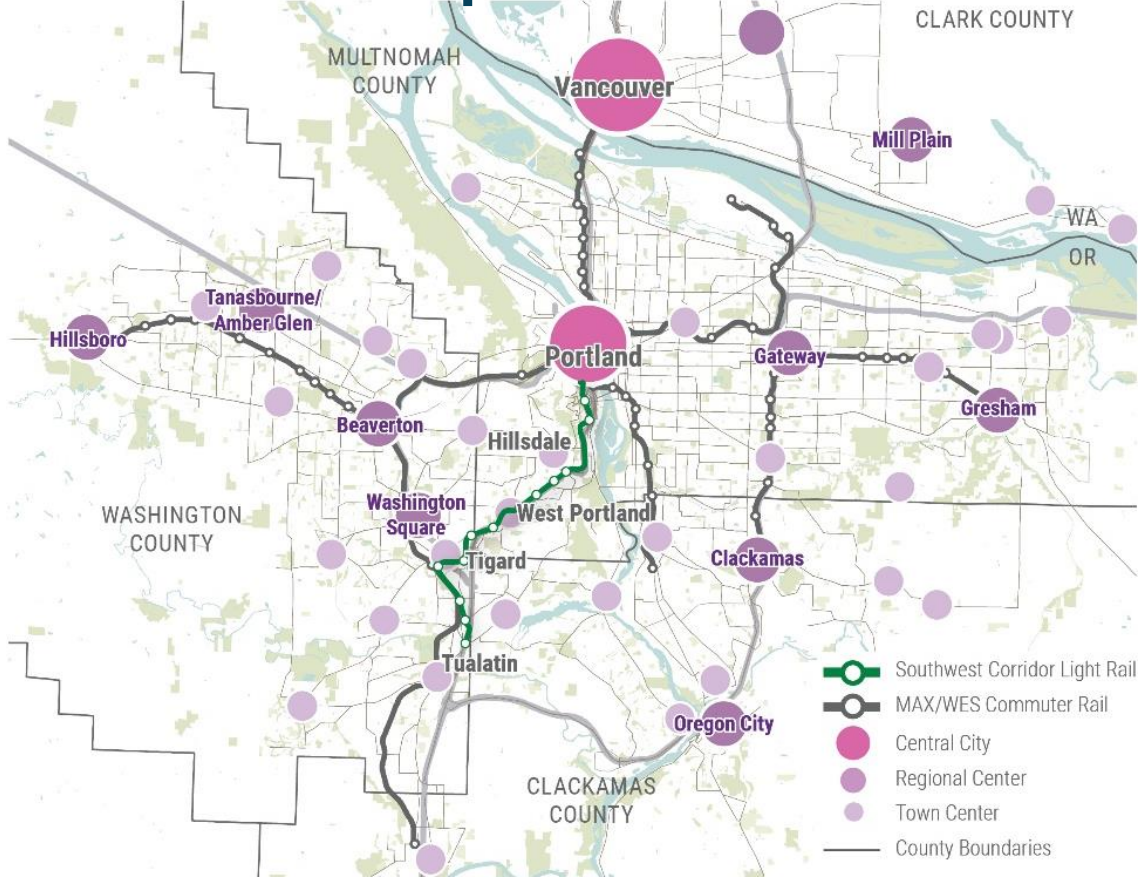 CLARK COUNTY
MULTNOMAH
COUNTY
Vancouver
Mill Plain
WA
OR
Tanasbourne/
Amber Glen
Hillsboro
Portland
Gateway
Gresham
Beaverton
Hillsdale
Washington
Square
West Portland
WASHINGTON
COUNTY
Tigard
Clackamas
Tualatin
Oregon City
CLACKAMAS
COUNTY
Southwest Corridor Light Rail
MAX/WES Commuter Rail
Central City
Regional Center
Town Center
County Boundaries